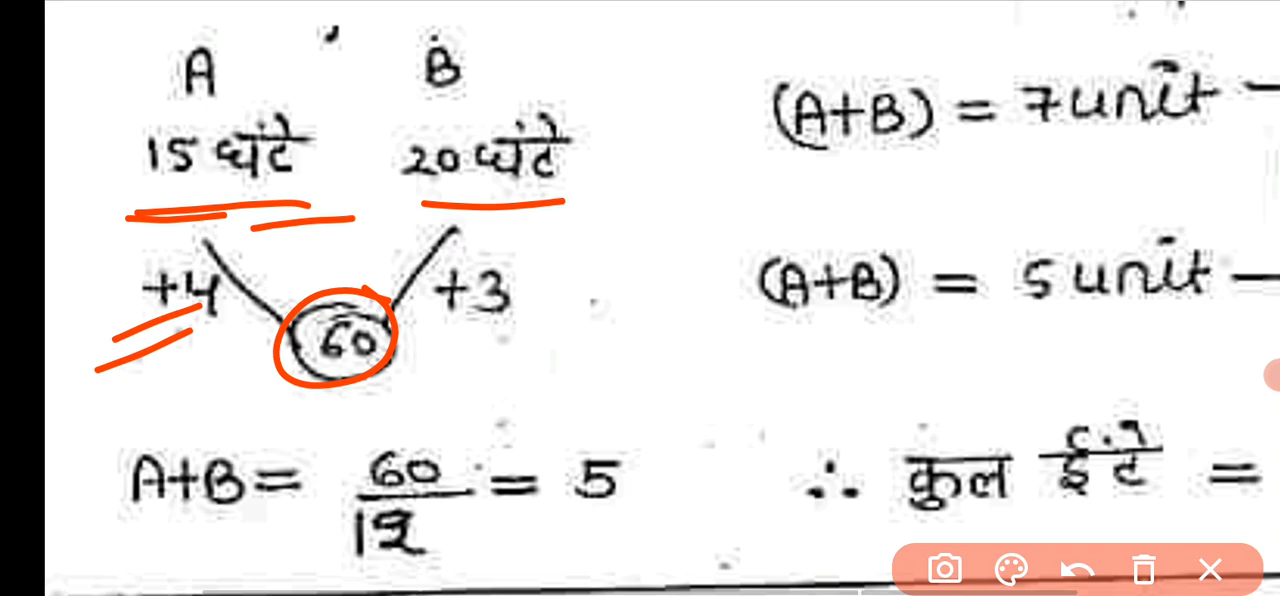 A B
15 घंटे 20 घंटे
+4 +3
60
A+B = 60/12 = 5
(A+B) = 7 unit —
(A+B) = 5 unit —
∴ कुल ईंटे =